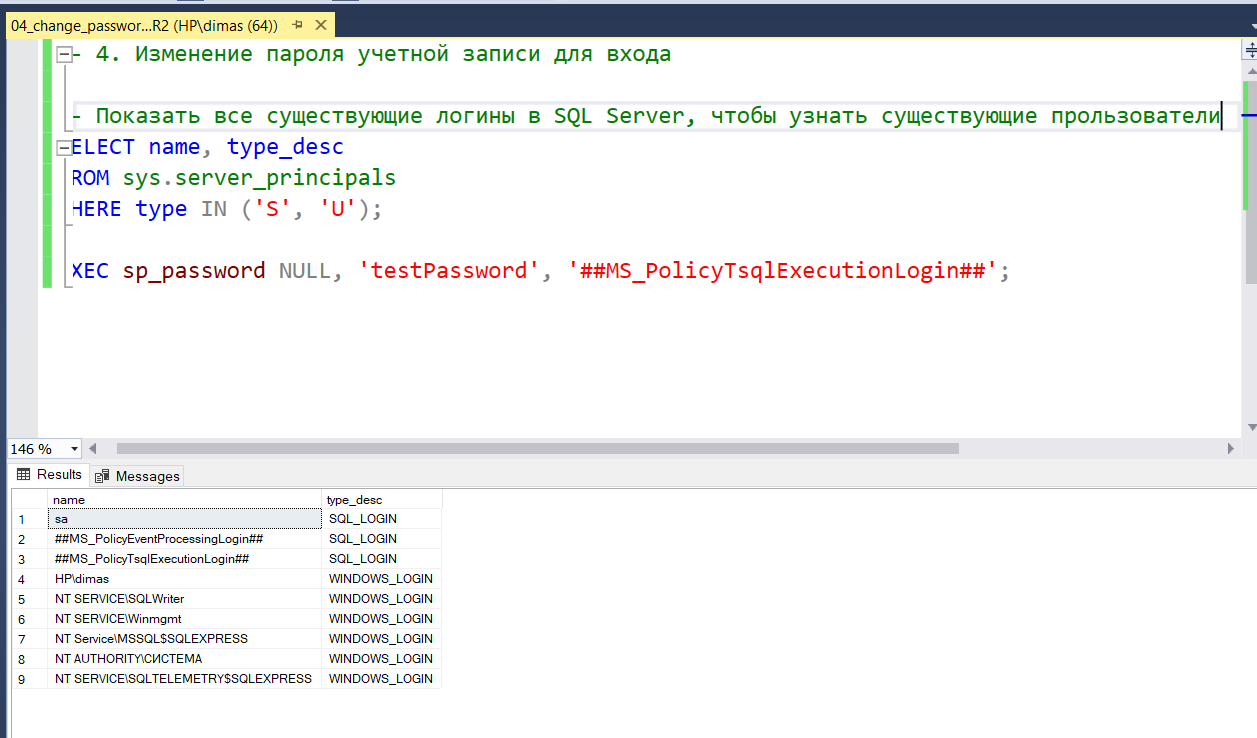 04_change_passwor...R2 (HP\dimas (64))
- 4. Изменение пароля учетной записи для входа
- Показать все существующие логины в SQL Server, чтобы узнать существующие прользователи
ELECT name, type_desc
ROM sys.server_principals
HERE type IN ('S', 'U');
XEC sp_password NULL, 'testPassword', '##MS_PolicyTsqlExecutionLogin##';
146 %
Results Messages
name type_desc
1 sa SQL_LOGIN
2 ##MS_PolicyEventProcessingLogin## SQL_LOGIN
3 ##MS_PolicyTsqlExecutionLogin## SQL_LOGIN
4 HP\dimas WINDOWS_LOGIN
5 NT SERVICE\SQLWriter WINDOWS_LOGIN
6 NT SERVICE\Winmgmt WINDOWS_LOGIN
7 NT Service\MSSQL$SQLEXPRESS WINDOWS_LOGIN
8 NT AUTHORITY\СИСТЕМА WINDOWS_LOGIN
9 NT SERVICE\SQLTELEMETRY$SQLEXPRESS WINDOWS_LOGIN